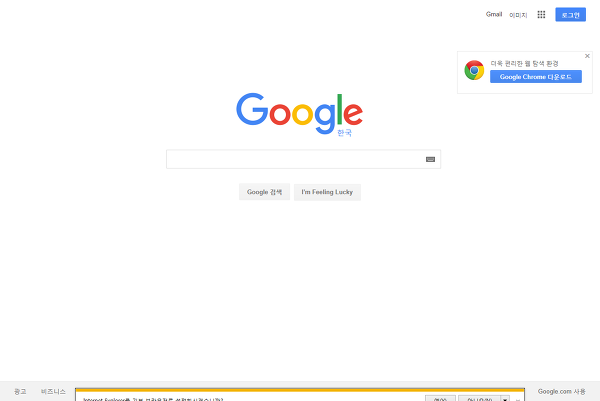 Gmail 이미지 로그인
더욱 편리한 웹 탐색 환경
Google Chrome 다운로드
Google
한국
Google 검색 I'm Feeling Lucky
광고 비즈니스 Google.com 사용
Internet Explorer를 기본 브라우저로 설정하시겠습니까?